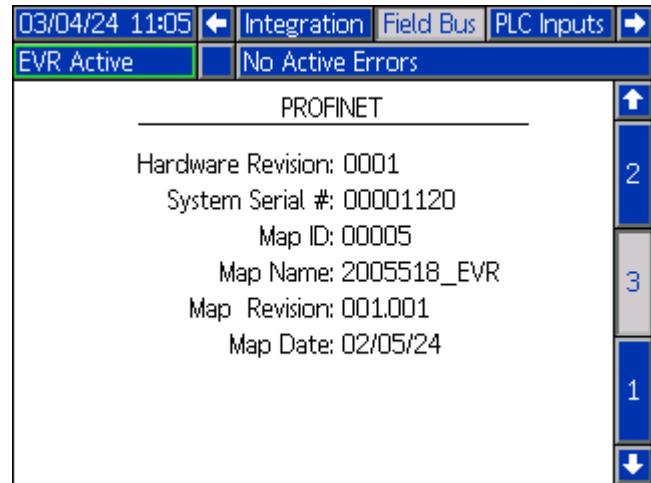 03/04/24 11:05 Integration Field Bus PLC Inputs
EVR Active No Active Errors
PROFINET
Hardware Revision: 0001
System Serial #: 00001120
Map ID: 00005
Map Name: 2005518_EVR
Map Revision: 001.001
Map Date: 02/05/24
2
3
1